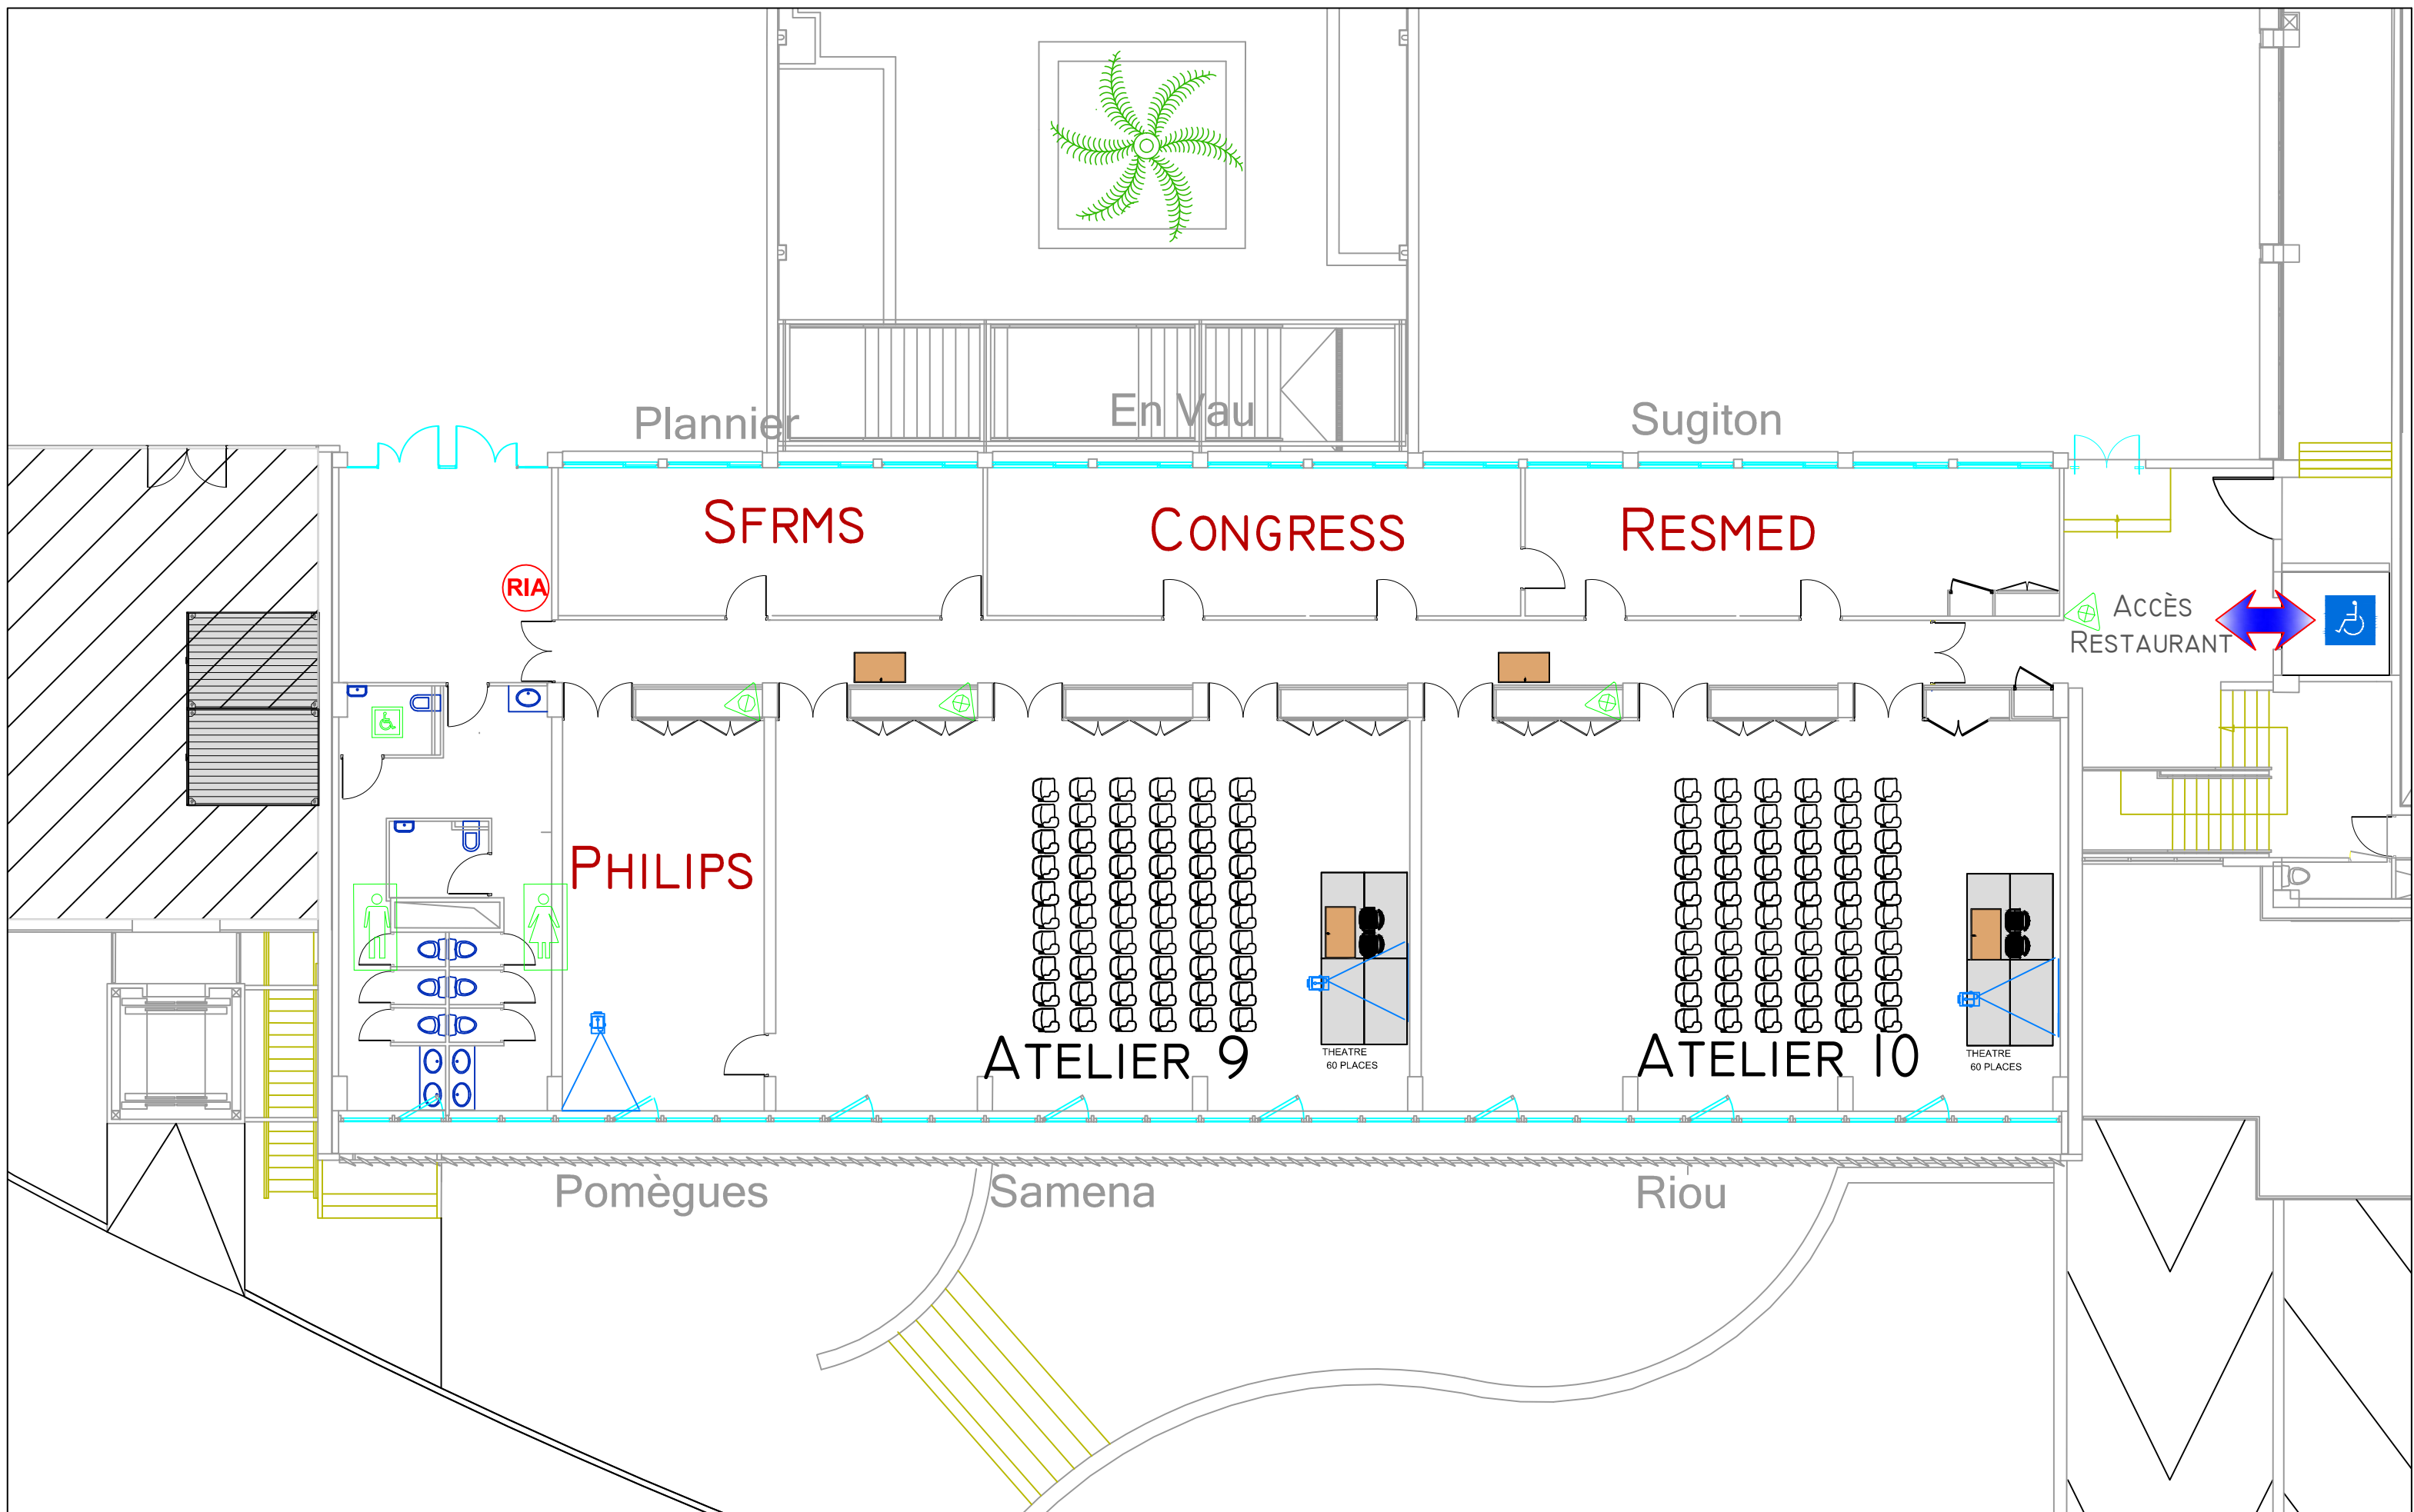 Plannier
En Vau
Sugiton
SFRMS
CONGRESS
RESMED
RIA
ACCÈS
RESTAURANT
PHILIPS
ATELIER 9
THEATRE
60 PLACES
ATELIER 10
THEATRE
60 PLACES
Pomègues
Samena
Riou